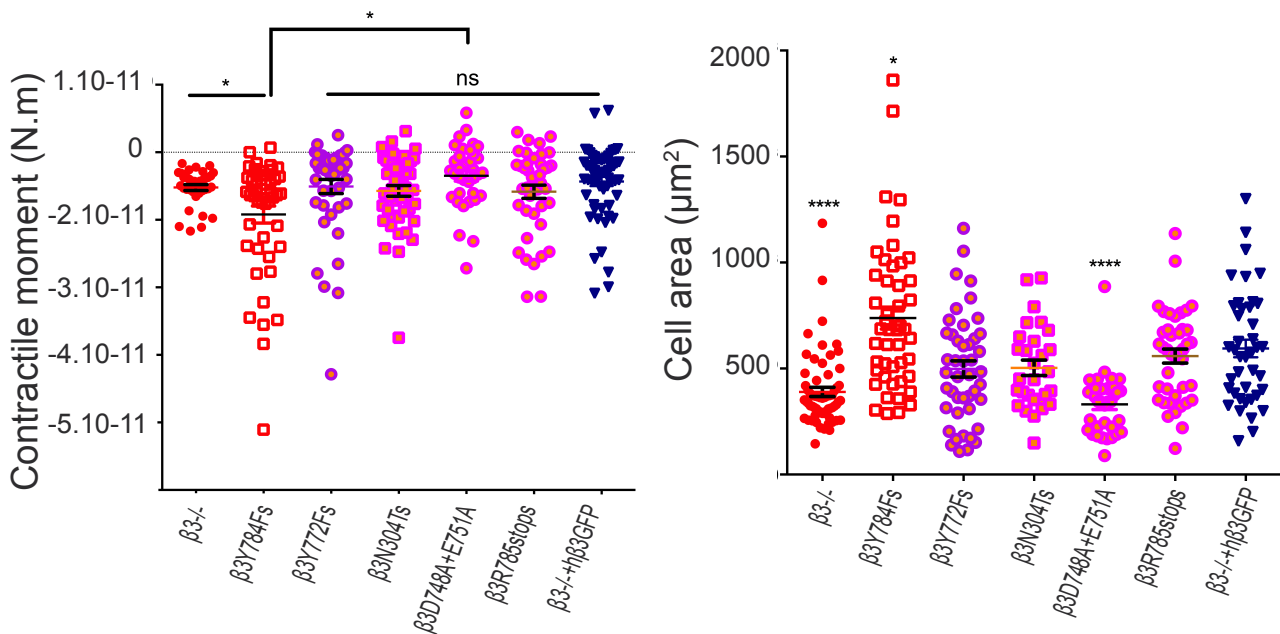 Contractile moment (N.m)
1.10-11
0
-2.10-11
-3.10-11
-4.10-11
-5.10-11
*
*
ns
β3-/-
β3Y784Fs
β3Y772Fs
β3N304Ts
β3D748A+E751A
β3R785stops
β3-/-+hβ3GFP
Cell area (µm²)
2000
1500
1000
500
0
****
*
****
β3-/-
β3Y784Fs
β3Y772Fs
β3N304Ts
β3D748A+E751A
β3R785stops
β3-/-+hβ3GFP